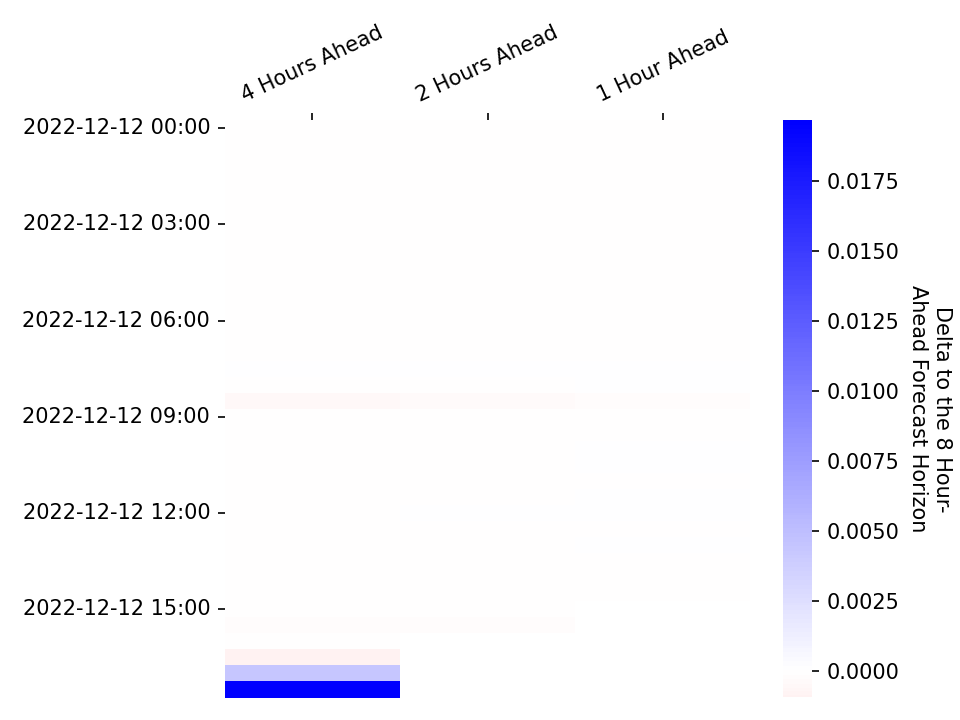 4 Hours Ahead
2 Hours Ahead
1 Hour Ahead
2022-12-12 00:00
2022-12-12 03:00
2022-12-12 06:00
2022-12-12 09:00
2022-12-12 12:00
2022-12-12 15:00
0.0175
0.0150
0.0125
0.0100
0.0075
0.0050
0.0025
0.0000
Delta to the 8 Hour-
Ahead Forecast Horizon